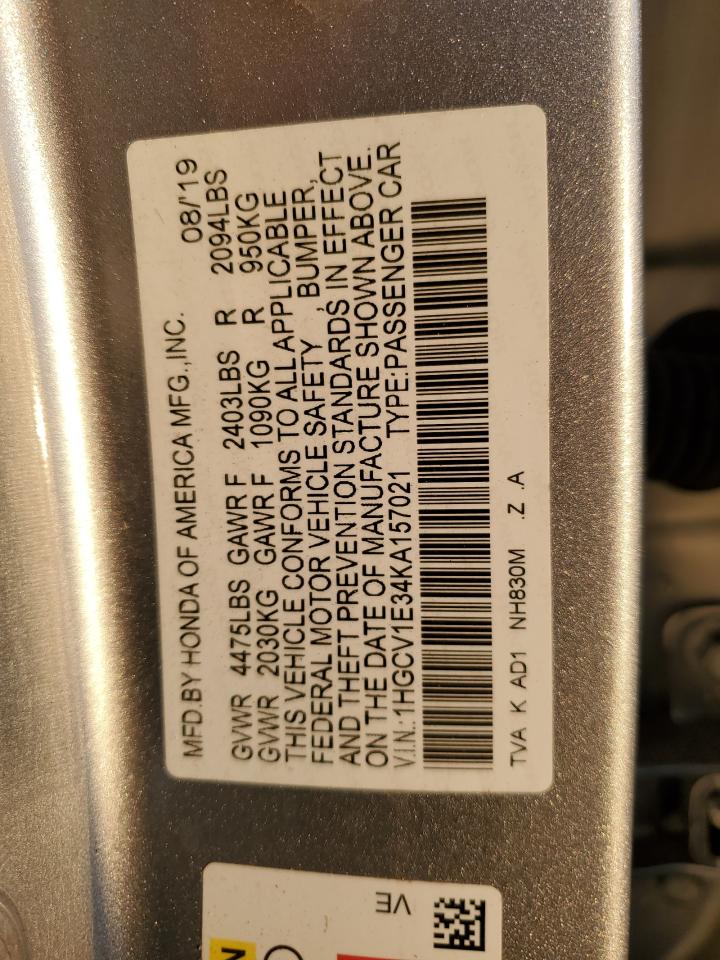 MFD.BY HONDA OF AMERICA MFG.,INC. 08/'19
GVWR 4475LBS GAWR F 2403LBS R 2094LBS
GVWR 2030KG GAWR F 1090KG R 950KG
THIS VEHICLE CONFORMS TO ALL APPLICABLE
FEDERAL MOTOR VEHICLE SAFETY , BUMPER,
AND THEFT PREVENTION STANDARDS IN EFFECT
ON THE DATE OF MANUFACTURE SHOWN ABOVE.
V.I.N.:1HGCV1E34KA157021 TYPE:PASSENGER CAR
TVA K AD1 NH830M .Z .A
VE
N